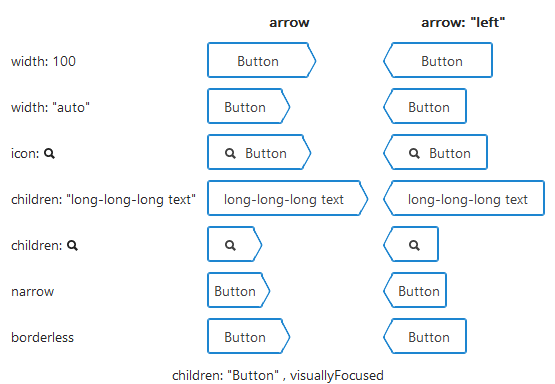 arrow arrow: "left"
width: 100 Button Button
width: "auto" Button Button
icon: Button Button
children: "long-long-long text" long-long-long text long-long-long text
children:
narrow Button Button
borderless Button Button
children: "Button" , visuallyFocused